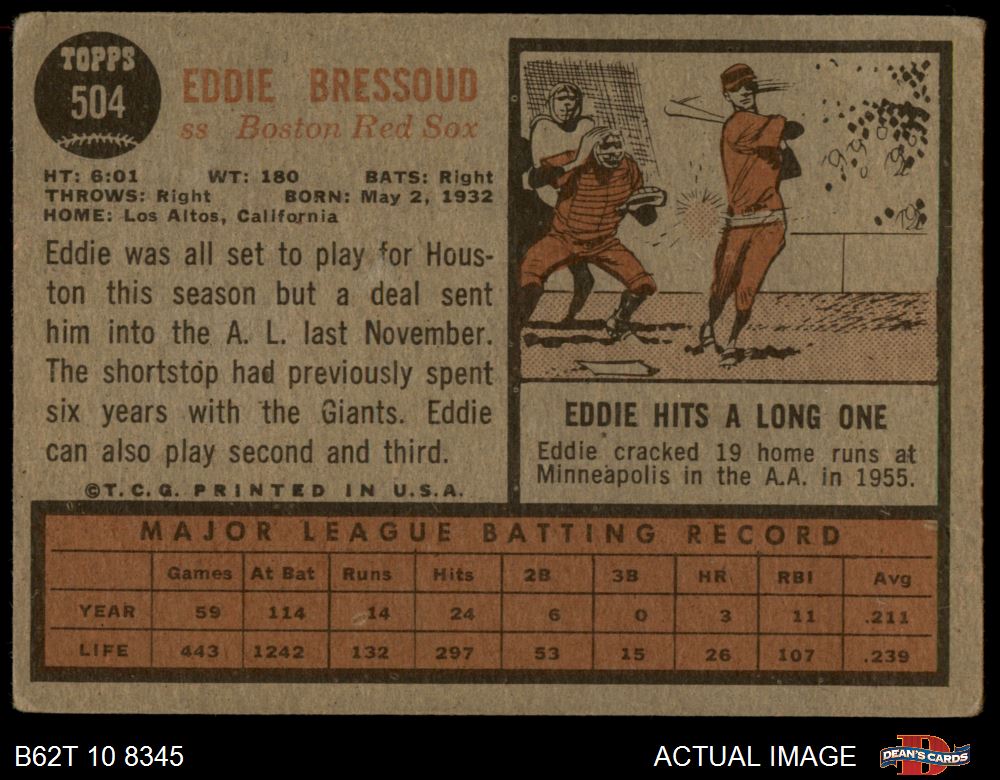 TOPPS
504
EDDIE BRESSOUD
ss Boston Red Sox
HT: 6:01 WT: 180 BATS: Right
THROWS: Right BORN: May 2, 1932
HOME: Los Altos, California
Eddie was all set to play for Hous-
ton this season but a deal sent
him into the A. L. last November.
The shortstop had previously spent
six years with the Giants. Eddie
can also play second and third.
©T.C.G. PRINTED IN U.S.A.
EDDIE HITS A LONG ONE
Eddie cracked 19 home runs at
Minneapolis in the A.A. in 1955.
MAJOR LEAGUE BATTING RECORD
Games At Bat Runs Hits 2B 3B HR RBI Avg
YEAR 59 114 14 24 6 0 3 11 .211
LIFE 443 1242 132 297 53 15 26 107 .239
B62T 10 8345
ACTUAL IMAGE
D
DEAN'S CARDS